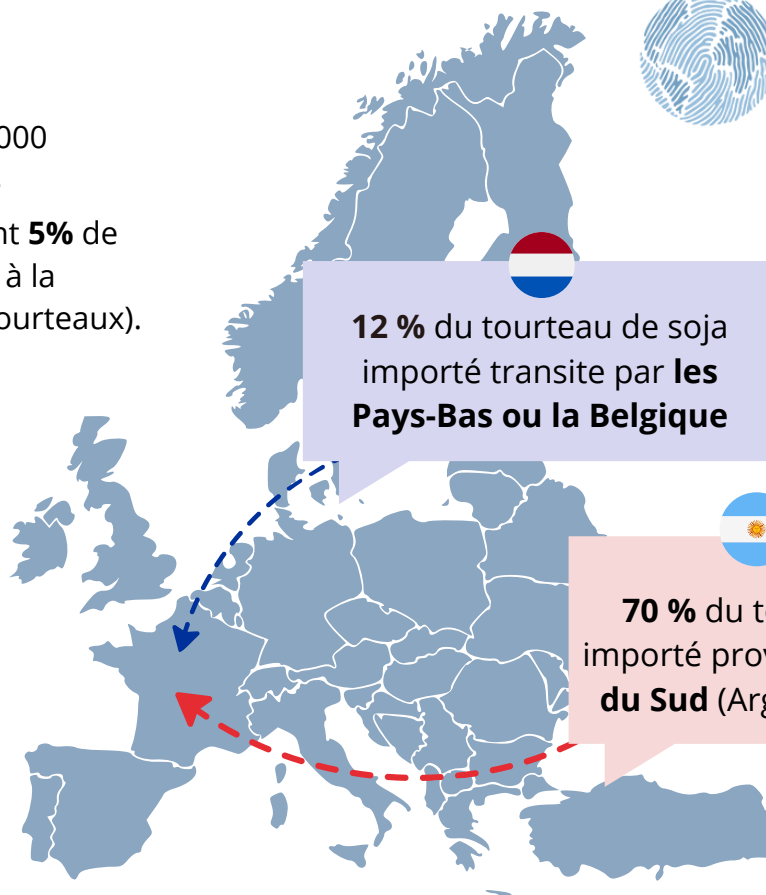 000
nt 5% de
à la
ourteaux).
12 % du tourteau de soja
importé transite par les
Pays-Bas ou la Belgique
70 % du t
importé prov
du Sud (Arg